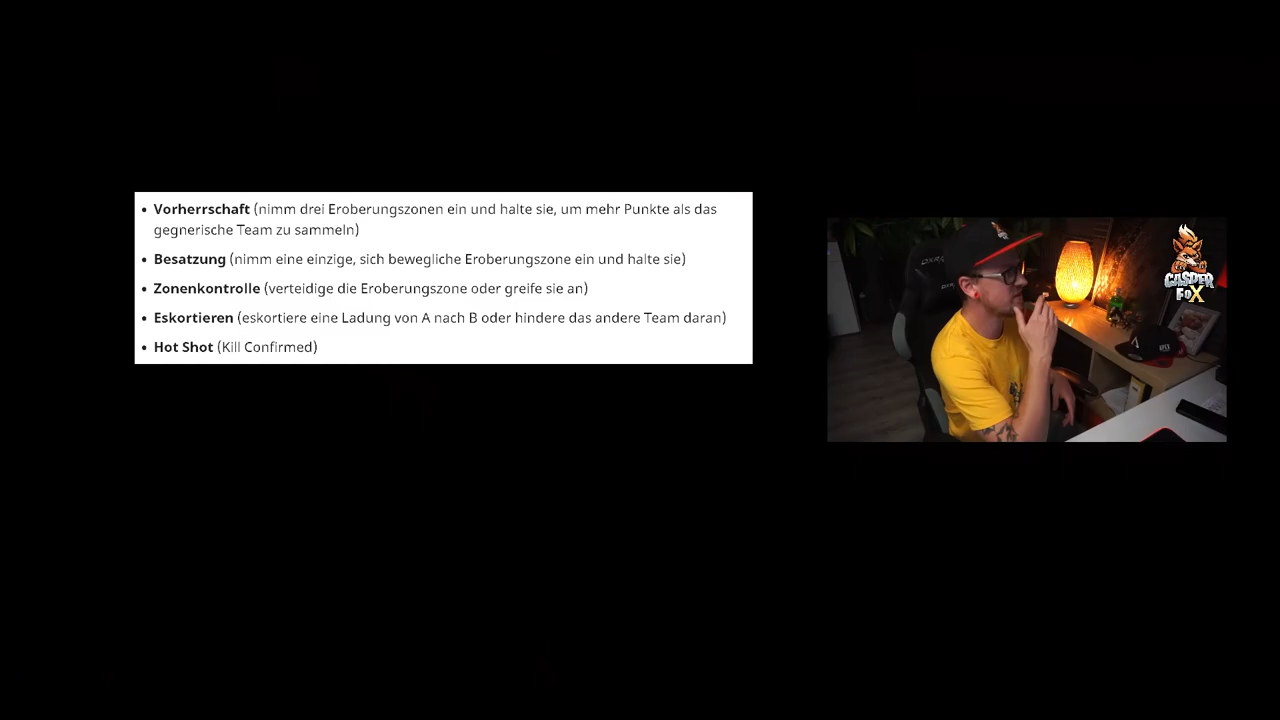 • Vorherrschaft (nimm drei Eroberungszonen ein und halte sie, um mehr Punkte als das
gegnerische Team zu sammeln)
• Besatzung (nimm eine einzige, sich bewegliche Eroberungszone ein und halte sie)
• Zonenkontrolle (verteidige die Eroberungszone oder greife sie an)
• Eskortieren (eskortiere eine Ladung von A nach B oder hindere das andere Team daran)
• Hot Shot (Kill Confirmed)
CASPER
FOX